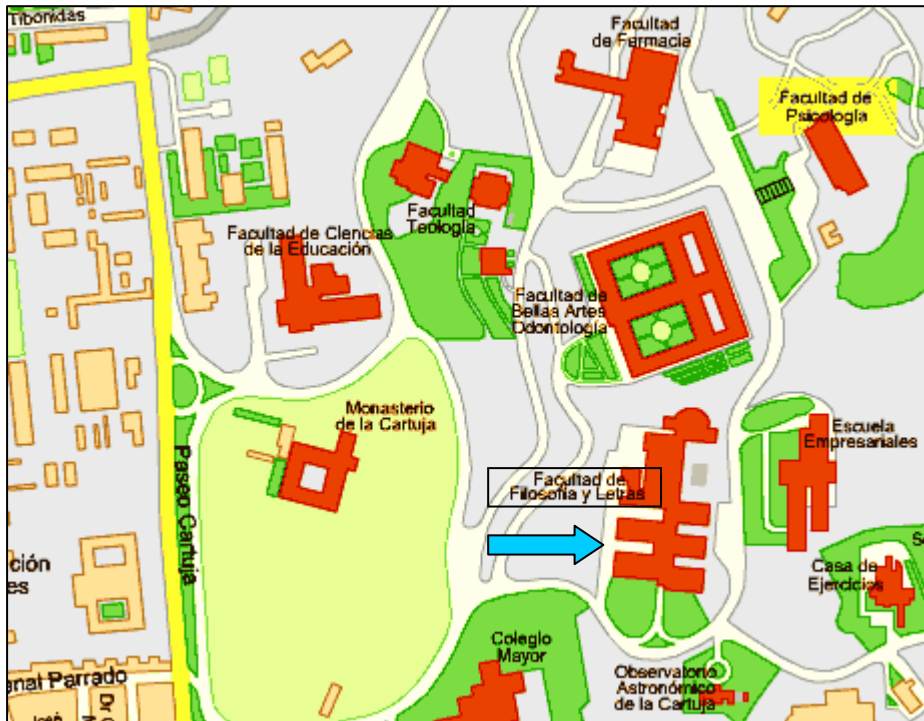 Tibonidas
Facultad
de Farmacia
Facultad de
Psicología
Facultad
Teología
Facultad de Ciencias
de la Educación
Facultad de
Bellas Artes
Odontología
Monasterio
de la Cartuja
Escuela
Empresariales
Facultad de
Filosofía y Letras
Paseo Cartuja
ción
es
Casa de
Ejercicios
Colegio
Mayor
Observatorio
Astronómico
de la Cartuja
enal Parrado